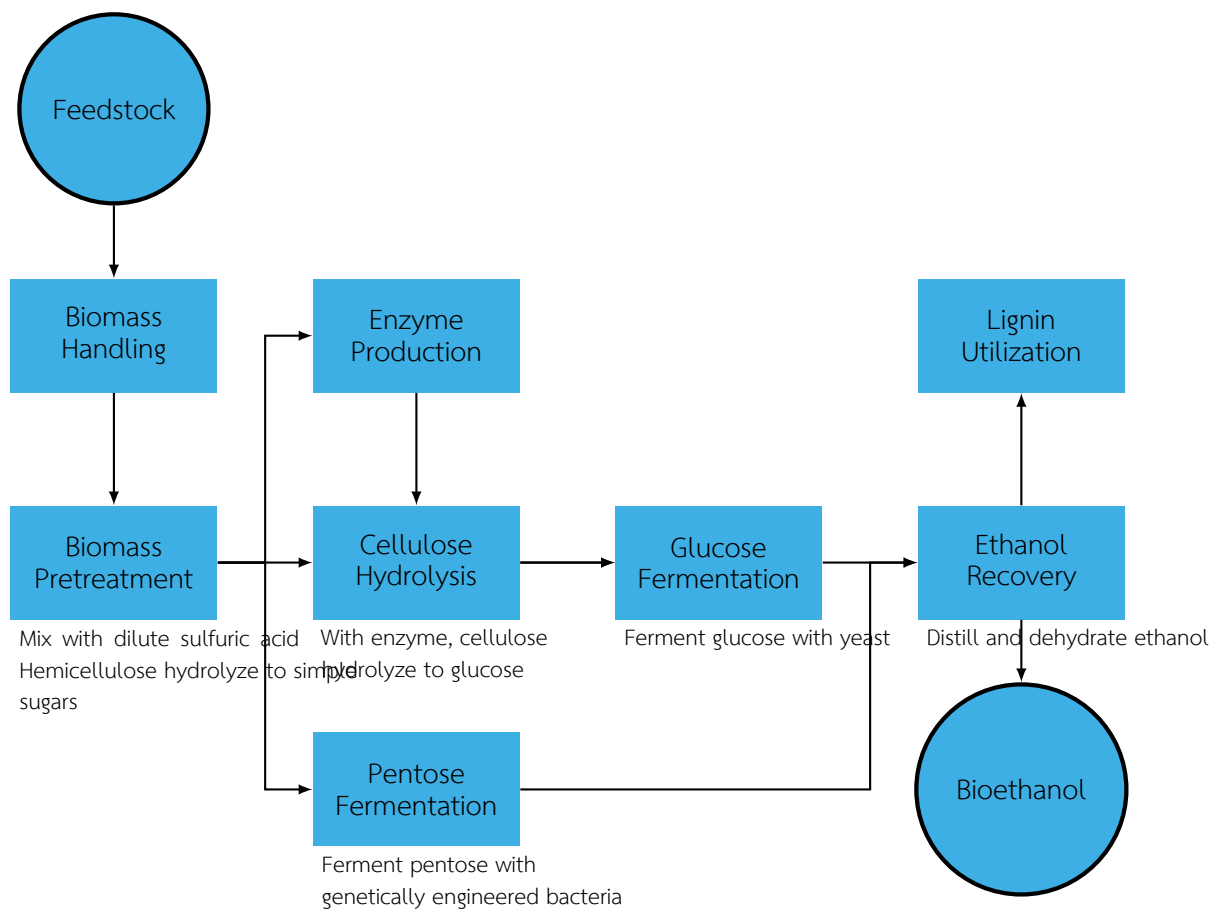 Feedstock
Biomass
Handling
Enzyme
Production
Lignin
Utilization
Biomass
Pretreatment
Cellulose
Hydrolysis
Glucose
Fermentation
Ethanol
Recovery
Mix with dilute sulfuric acid
Hemicellulose hydrolyze to simple
sugars
With enzyme, cellulose
hydrolyze to glucose
Ferment glucose with yeast
Distill and dehydrate ethanol
Pentose
Fermentation
Bioethanol
Ferment pentose with
genetically engineered bacteria